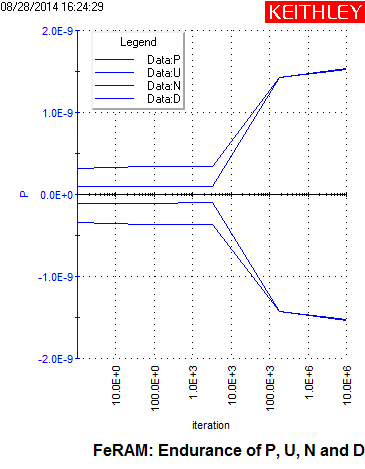 08/28/2014 16:24:29
KEITHLEY
2.0E-9
Legend
Data:P
Data:U
Data:N
Data:D
1.0E-9
P
0.0E+0
-1.0E-9
-2.0E-9
10.0E+0
100.0E+0
1.0E+3
10.0E+3
100.0E+3
1.0E+6
10.0E+6
iteration
FeRAM: Endurance of P, U, N and D